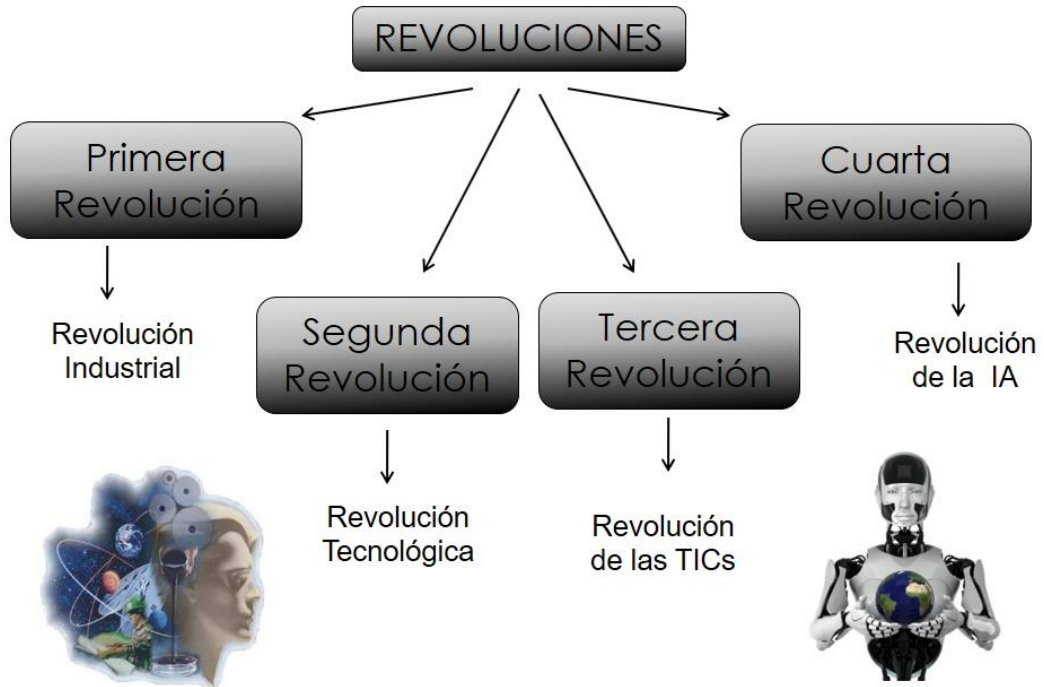 REVOLUCIONES
Primera
Revolución
Revolución
Industrial
Segunda
Revolución
Revolución
Tecnológica
Tercera
Revolución
Revolución
de las TICs
Cuarta
Revolución
Revolución
de la IA